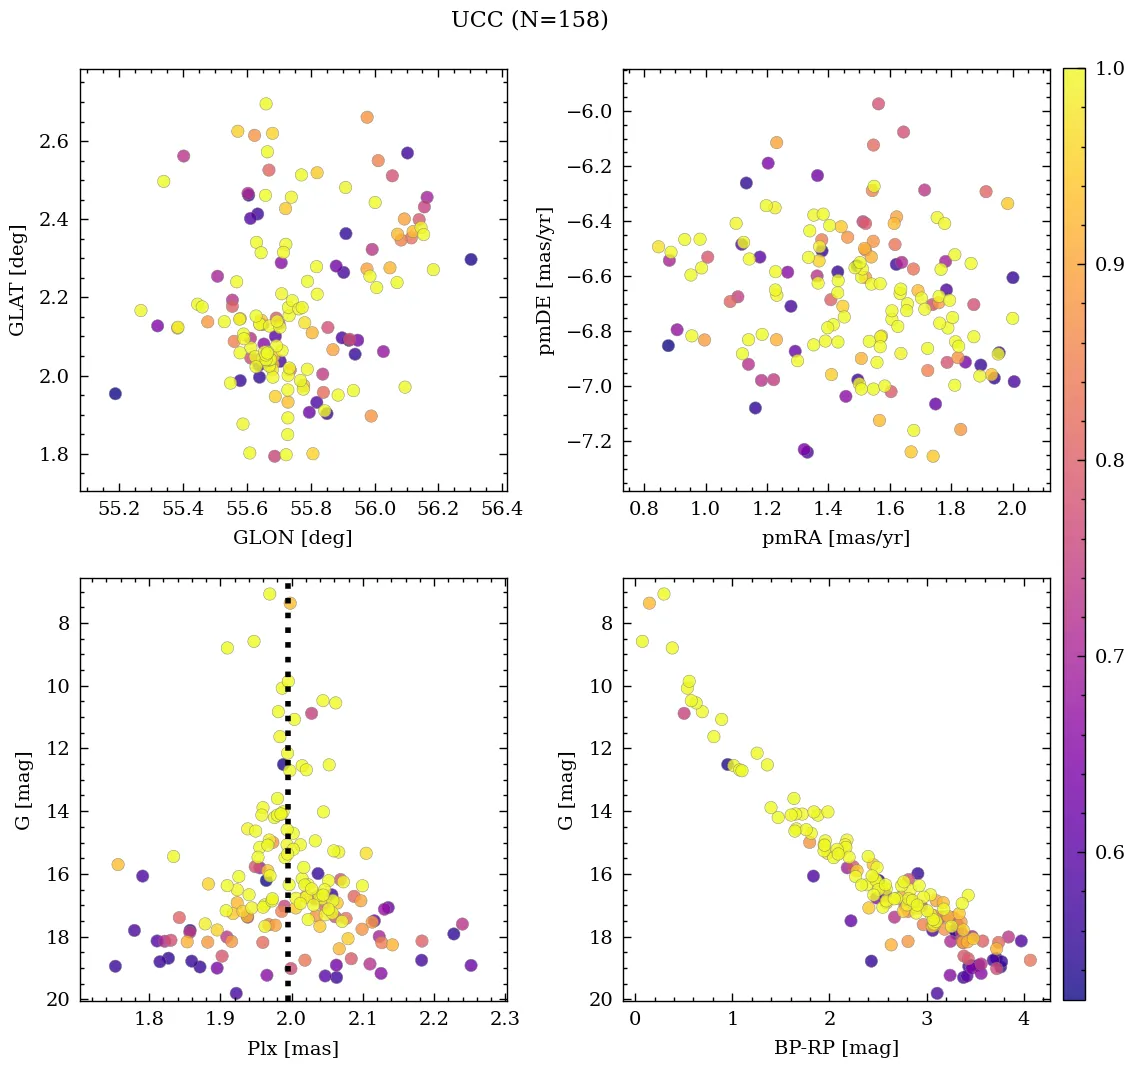 UCC (N=158)
2.6
2.4
2.2
2.0
1.8
GLAT [deg]
55.2 55.4 55.6 55.8 56.0 56.2 56.4
GLON [deg]
−6.0
−6.2
−6.4
−6.6
−6.8
−7.0
−7.2
pmDE [mas/yr]
0.8 1.0 1.2 1.4 1.6 1.8 2.0
pmRA [mas/yr]
1.0
0.9
0.8
0.7
0.6
8
10
12
14
16
18
20
G [mag]
1.8 1.9 2.0 2.1 2.2 2.3
Plx [mas]
8
10
12
14
16
18
20
G [mag]
0 1 2 3 4
BP-RP [mag]